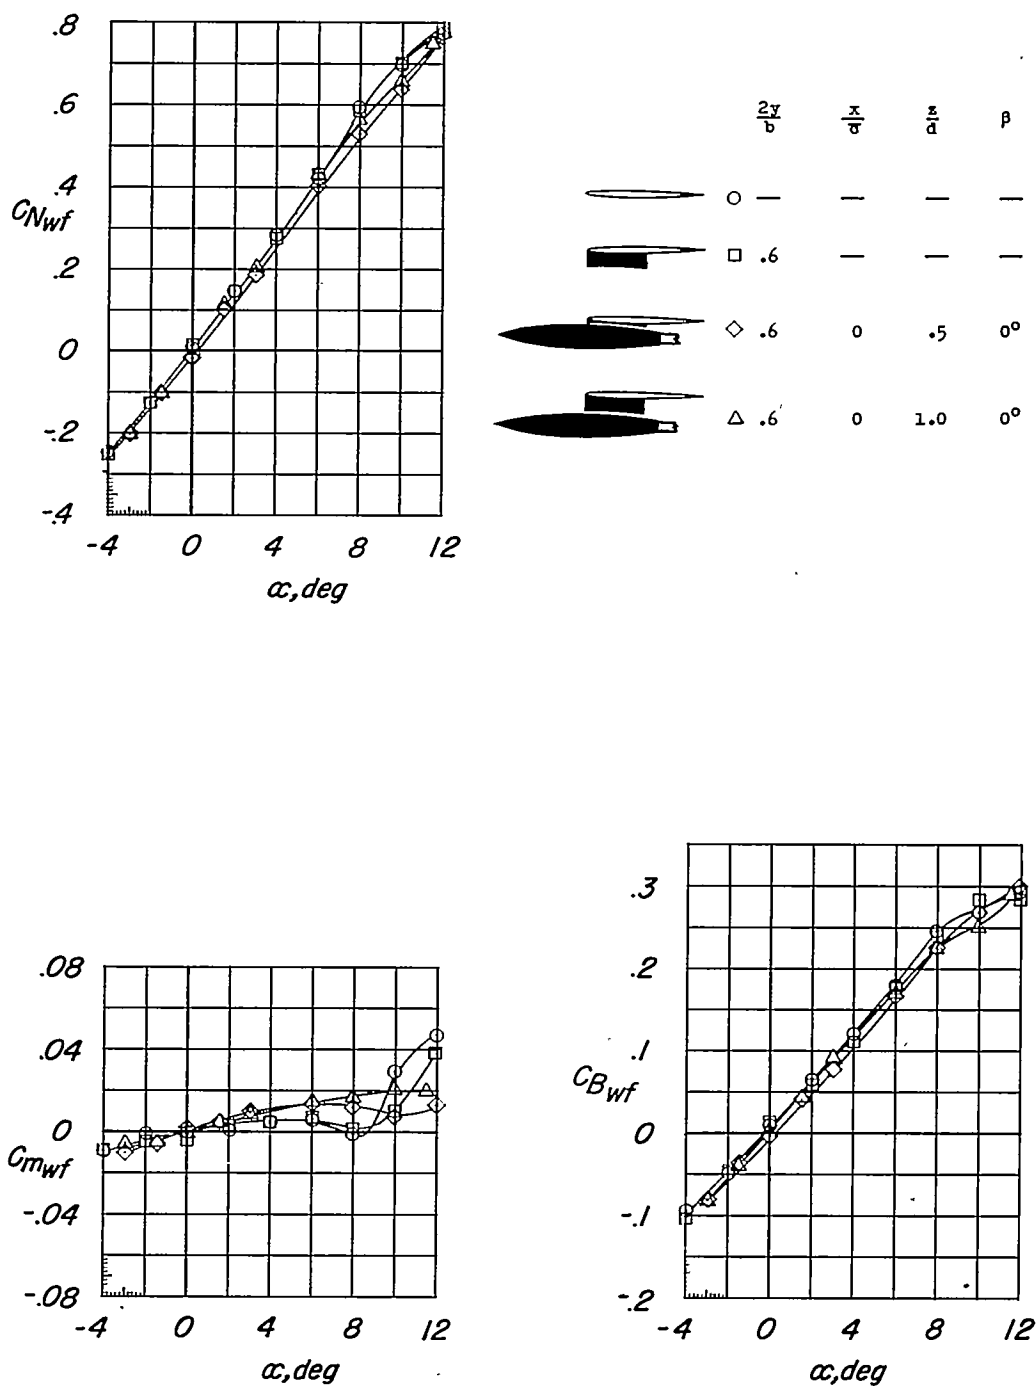 .8
.6
.4
.2
0
-.2
-.4
C_Nwf
-4 0 4 8 12
α, deg
2y/b x/c̄ z/d β
— — — —
.6 — — —
.6 0 .5 0°
.6 0 1.0 0°
.08
.04
0
-.04
-.08
C_mwf
-4 0 4 8 12
α, deg
.3
.2
.1
0
-.1
-.2
C_Bwf
-4 0 4 8 12
α, deg